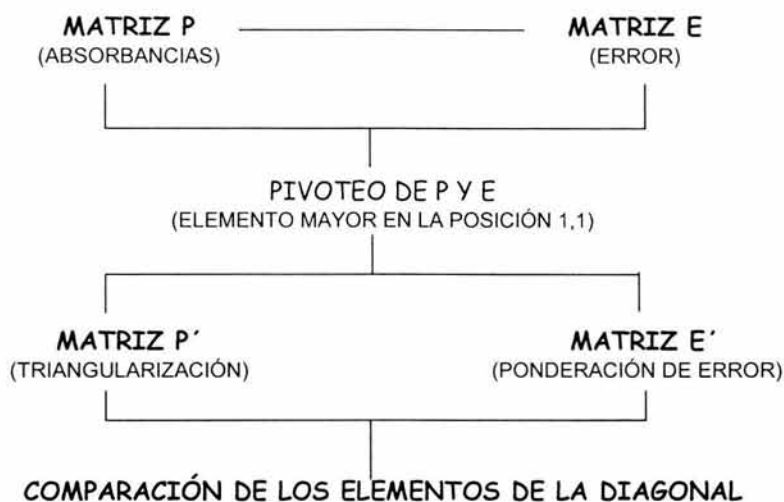 MATRIZ P
(ABSORBANCIAS)
MATRIZ E
(ERROR)
PIVOTEO DE P Y E
(ELEMENTO MAYOR EN LA POSICIÓN 1,1)
MATRIZ P´
(TRIANGULARIZACIÓN)
MATRIZ E´
(PONDERACIÓN DE ERROR)
COMPARACIÓN DE LOS ELEMENTOS DE LA DIAGONAL